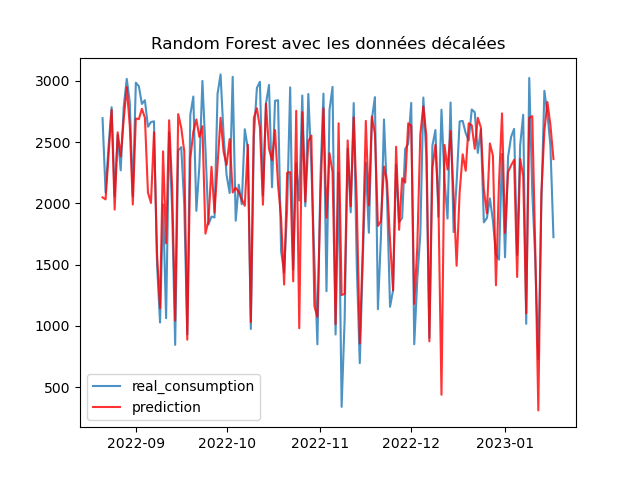 Random Forest avec les données décalées
3000
2500
2000
1500
1000
500
real_consumption
prediction
2022-09 2022-10 2022-11 2022-12 2023-01